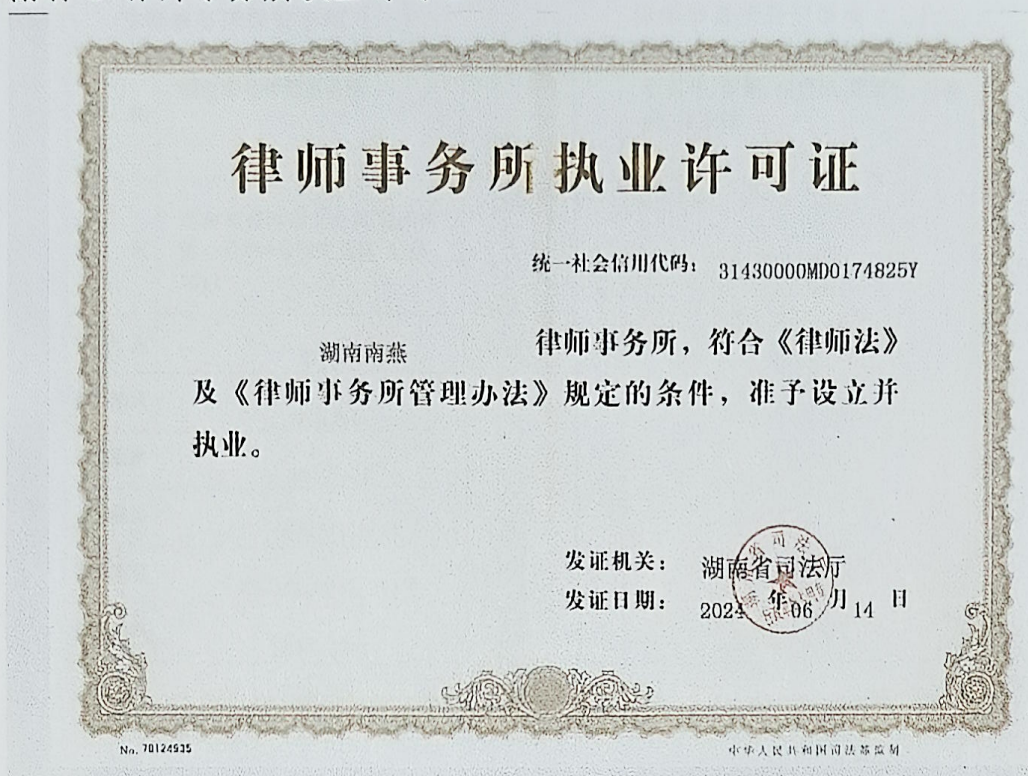 律师事务所执业许可证
统一社会信用代码： 31430000MD0174825Y
湖南南燕 律师事务所，符合《律师法》
及《律师事务所管理办法》规定的条件，准予设立并
执业。
发证机关： 湖南省司法厅
发证日期： 2024 年 06 月 14 日
No. 70124935
中华人民共和国司法部监制